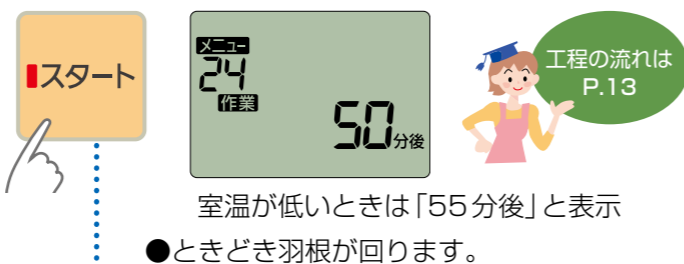 スタート
メニュー
24
作業
50分後
工程の流れは
P.13
室温が低いときは「55分後」と表示
●ときどき羽根が回ります。